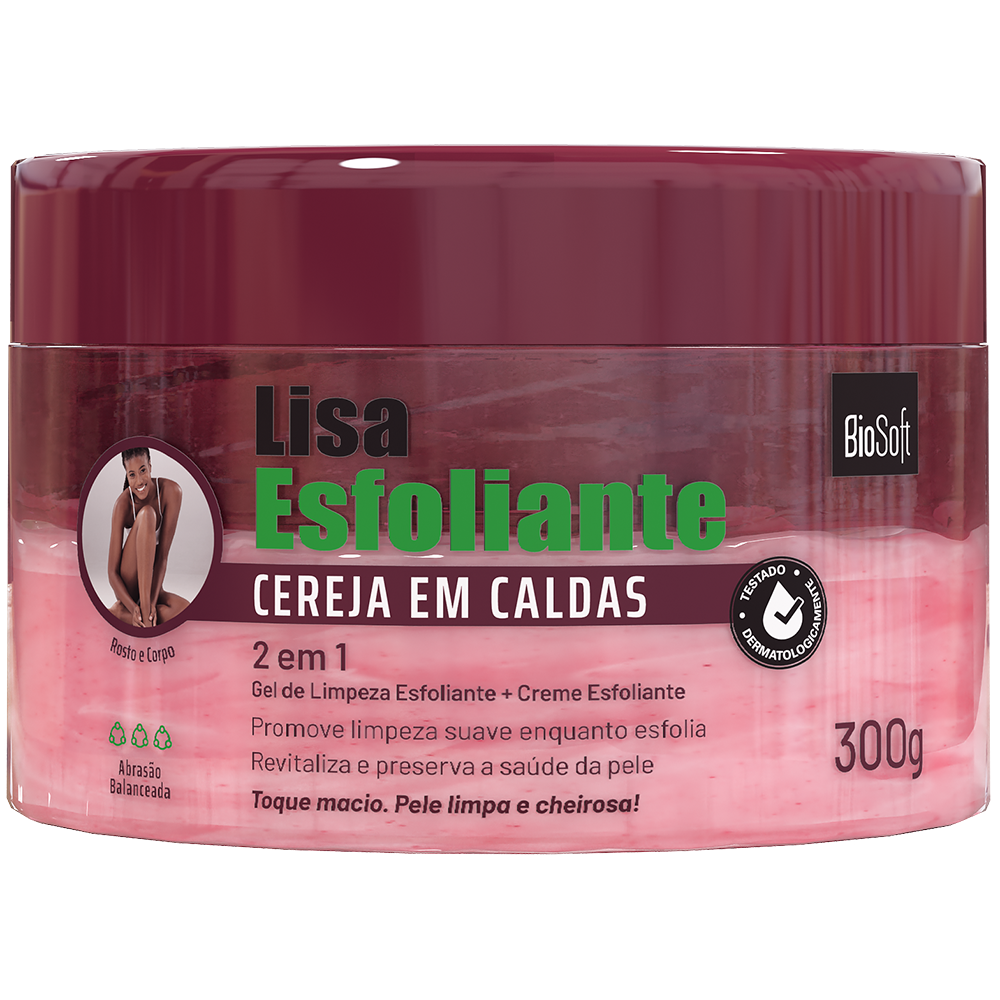 Lisa
Esfoliante
BioSoft
CEREJA EM CALDAS
TESTADO
DERMATOLOGICAMENTE
Rosto e Corpo
2 em 1
Gel de Limpeza Esfoliante + Creme Esfoliante
Promove limpeza suave enquanto esfolia
Revitaliza e preserva a saúde da pele
Toque macio. Pele limpa e cheirosa!
Abrasão
Balanceada
300g